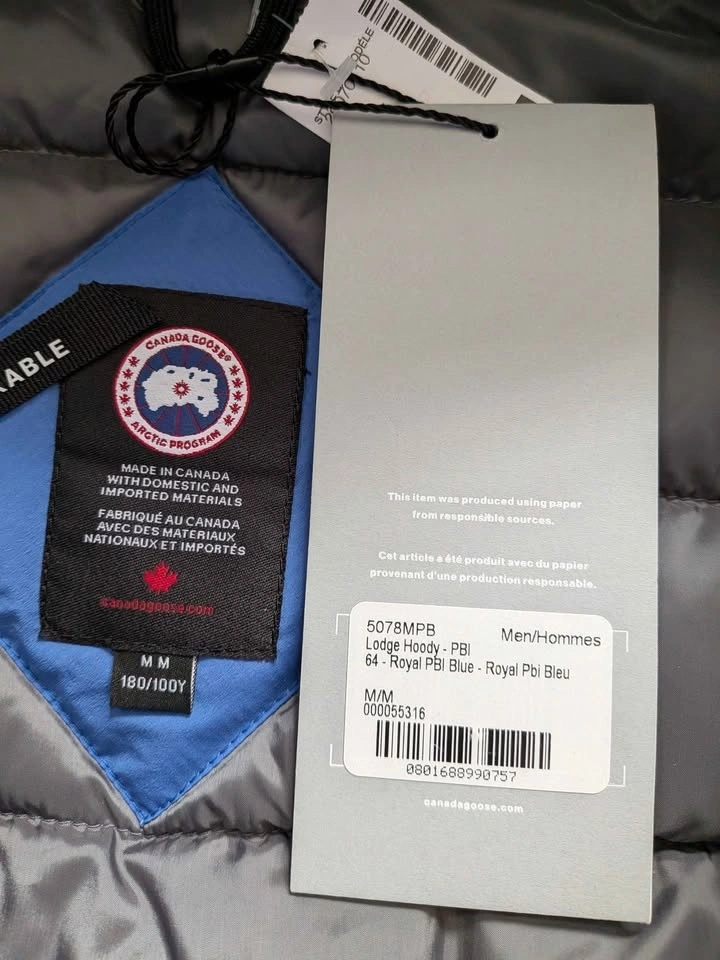 CANADA GOOSE®
ARCTIC PROGRAM
MADE IN CANADA
WITH DOMESTIC AND
IMPORTED MATERIALS
FABRIQUÉ AU CANADA
AVEC DES MATERIAUX
NATIONAUX ET IMPORTÉS
canadagoose.com
M M
180/100Y
This item was produced using paper
from responsible sources.
Cet article a été produit avec du papier
provenant d'une production responsable.
5078MPB Men/Hommes
Lodge Hoody - PBI
64 - Royal PBI Blue - Royal Pbi Bleu
M/M
000055316
0801688990757
canadagoose.com